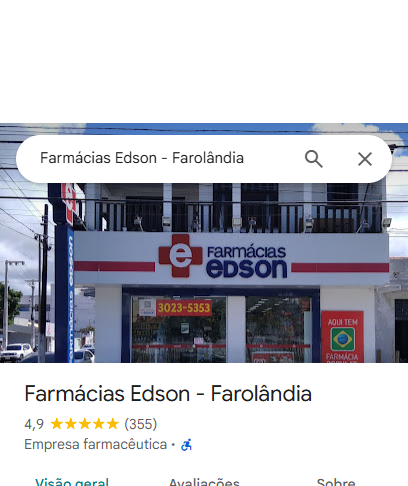 Farmácias Edson - Farolândia
e FARMÁCIAS
EDSON
3023-5353
AQUI TEM
FARMÁCIA
Farmácias Edson - Farolândia
4,9 ★★★★★ (355)
Empresa farmacêutica ·
Visão geral Avaliações Sobre